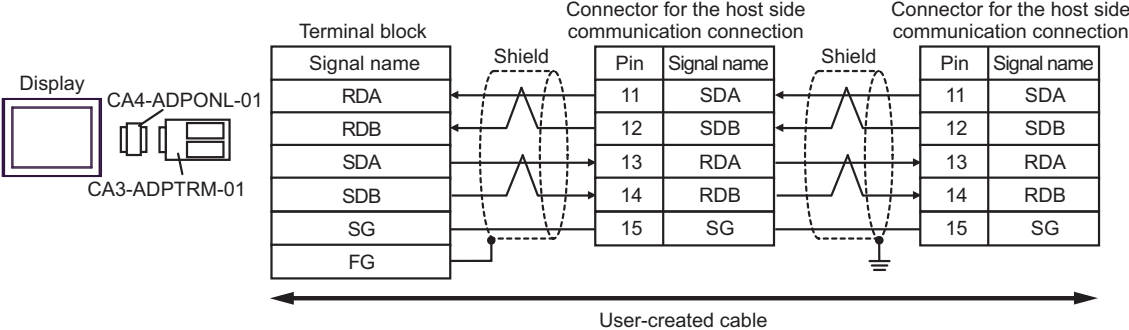 Display
CA4-ADPONL-01
CA3-ADPTRM-01
Terminal block
Signal name
RDA
RDB
SDA
SDB
SG
FG
Shield
Connector for the host side
communication connection
Pin Signal name
11 SDA
12 SDB
13 RDA
14 RDB
15 SG
Shield
Connector for the host side
communication connection
Pin Signal name
11 SDA
12 SDB
13 RDA
14 RDB
15 SG
User-created cable